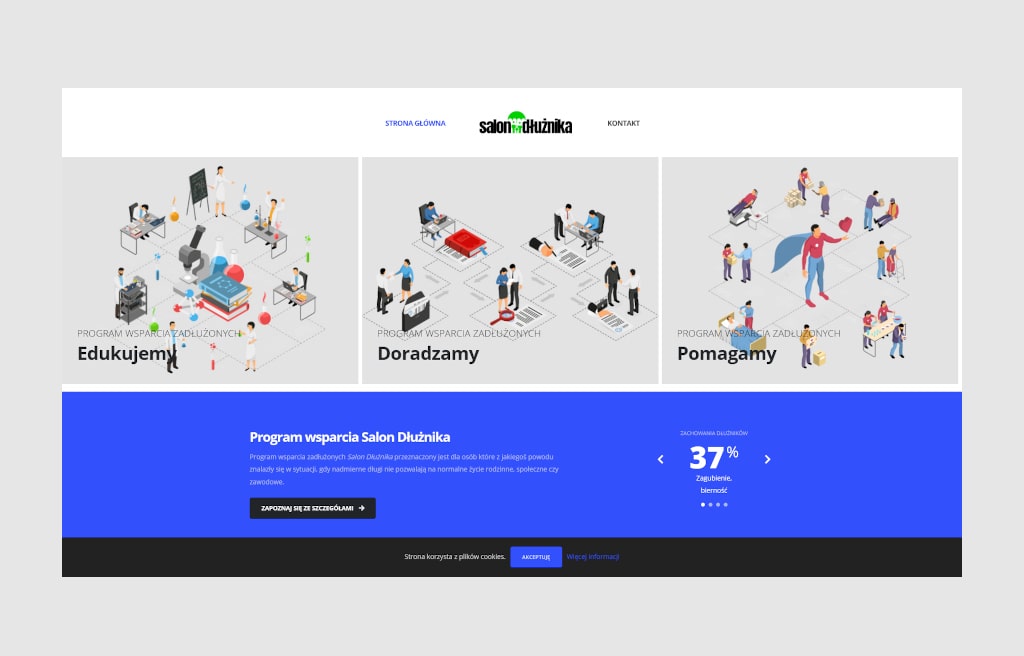 STRONA GŁÓWNA
salon dłużnika
KONTAKT
PROGRAM WSPARCIA ZADŁUŻONYCH
Edukujemy
PROGRAM WSPARCIA ZADŁUŻONYCH
Doradzamy
PROGRAM WSPARCIA ZADŁUŻONYCH
Pomagamy
Program wsparcia Salon Dłużnika
Program wsparcia zadłużonych Salon Dłużnika przeznaczony jest dla osób które z jakiegoś powodu
znalazły się w sytuacji, gdy nadmierne długi nie pozwalają na normalne życie rodzinne, społeczne czy
zawodowe.
ZAPOZNAJ SIĘ ZE SZCZEGÓŁAMI
ZACHOWANIA DŁUŻNIKÓW
37%
Zagubienie,
bierność
Strona korzysta z plików cookies.
AKCEPTUJĘ
Więcej informacji